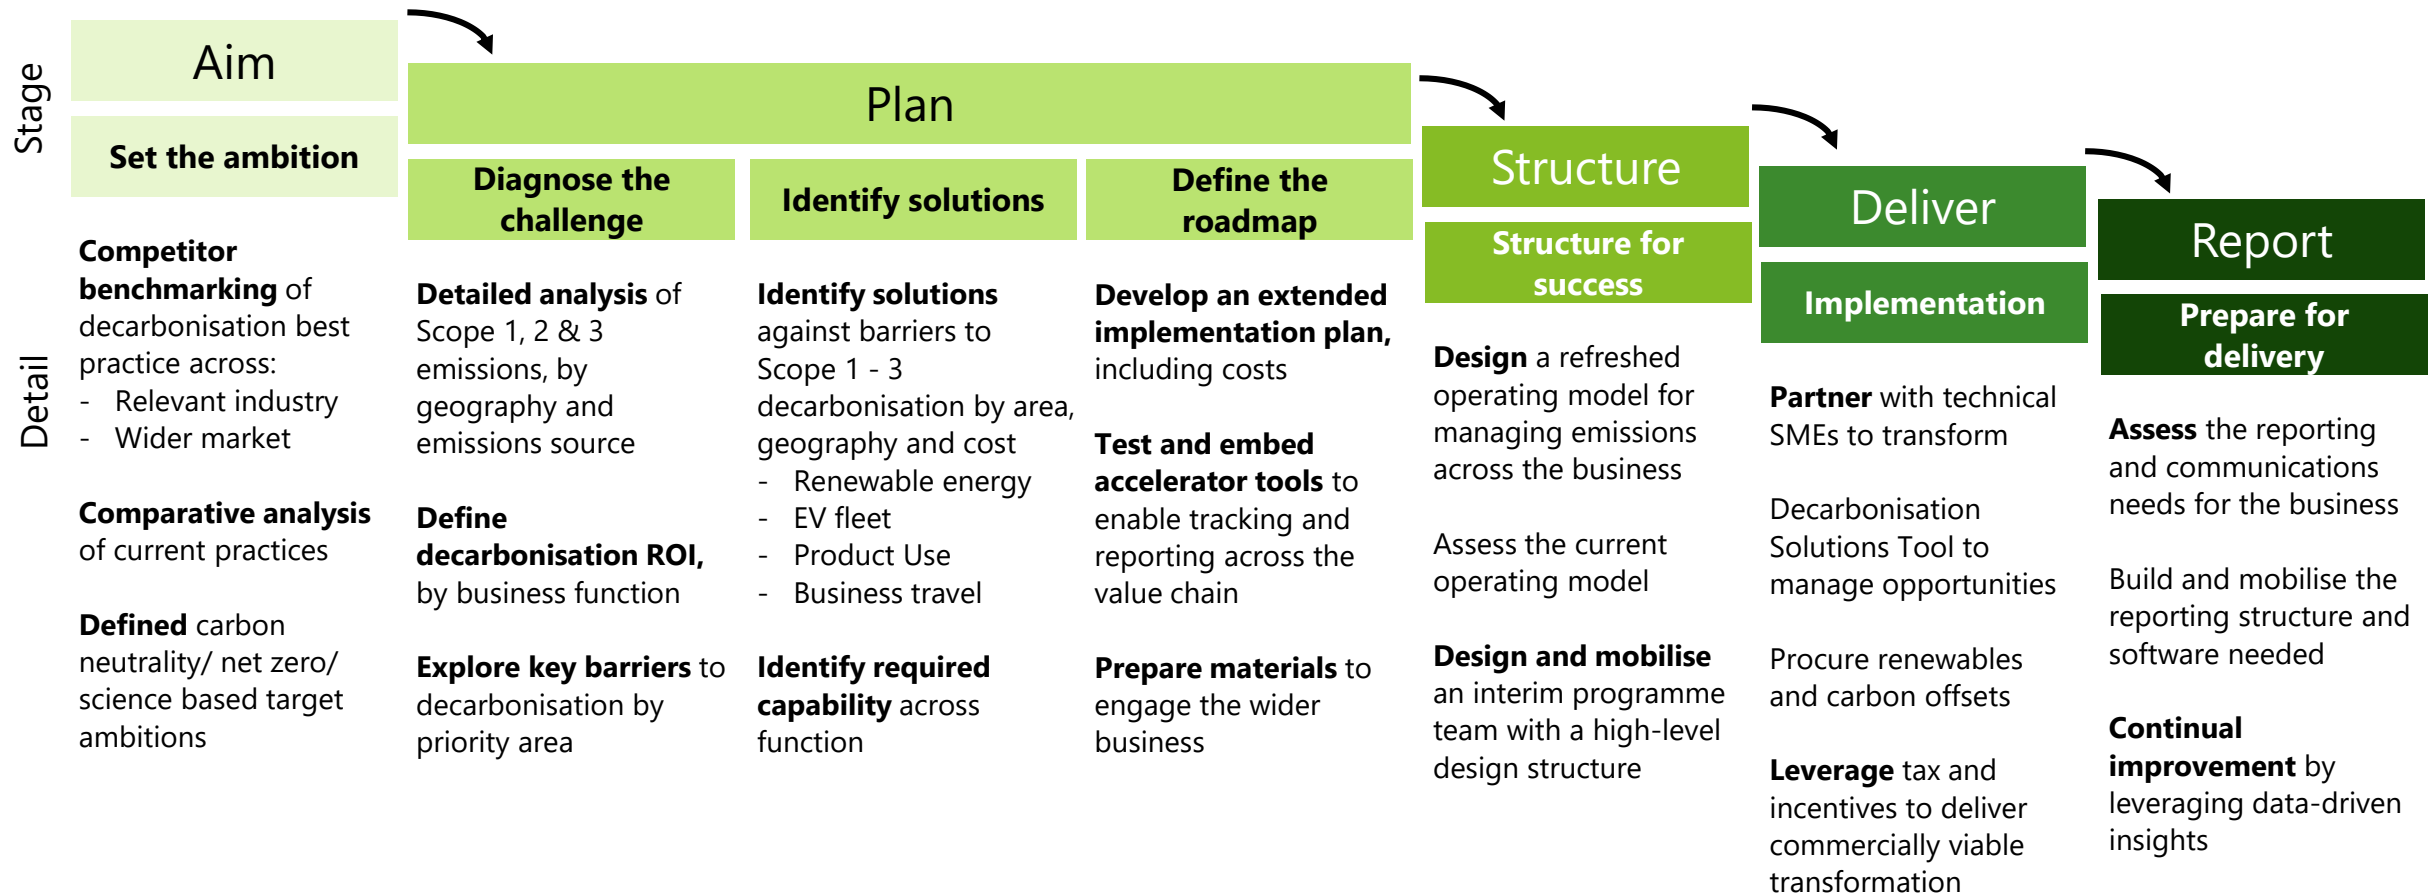 Stage
Detail
Aim
Set the ambition
Competitor
benchmarking of
decarbonisation best
practice across:
- Relevant industry
- Wider market
Comparative analysis
of current practices
Defined carbon
neutrality/ net zero/
science based target
ambitions
Plan
Diagnose the
challenge
Detailed analysis of
Scope 1, 2 & 3
emissions, by
geography and
emissions source
Define
decarbonisation ROI,
by business function
Explore key barriers to
decarbonisation by
priority area
Identify solutions
Identify solutions
against barriers to
Scope 1 - 3
decarbonisation by area,
geography and cost
- Renewable energy
- EV fleet
- Product Use
- Business travel
Identify required
capability across
function
Define the
roadmap
Develop an extended
implementation plan,
including costs
Test and embed
accelerator tools to
enable tracking and
reporting across the
value chain
Prepare materials to
engage the wider
business
Structure
Structure for
success
Design a refreshed
operating model for
managing emissions
across the business
Assess the current
operating model
Design and mobilise
an interim programme
team with a high-level
design structure
Deliver
Implementation
Partner with technical
SMEs to transform
Decarbonisation
Solutions Tool to
manage opportunities
Procure renewables
and carbon offsets
Leverage tax and
incentives to deliver
commercially viable
transformation
Report
Prepare for
delivery
Assess the reporting
and communications
needs for the business
Build and mobilise the
reporting structure and
software needed
Continual
improvement by
leveraging data-driven
insights